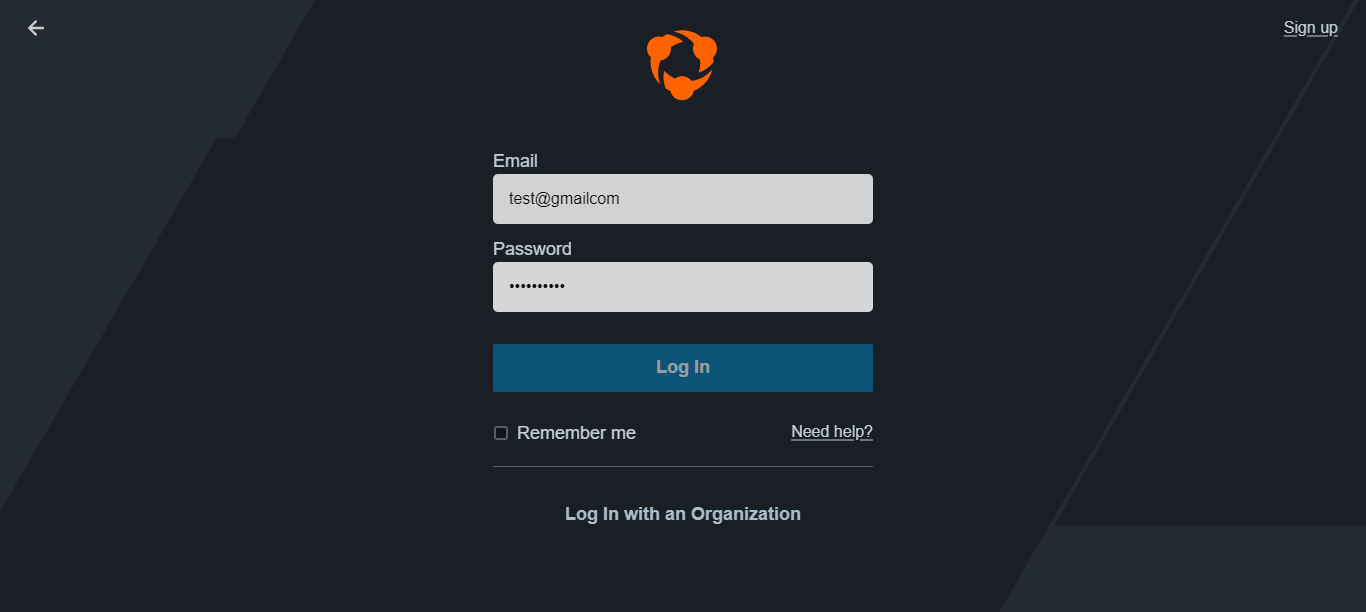 Sign up
Email
test@gmailcom
Password
••••••••••
Log In
Remember me
Need help?
Log In with an Organization